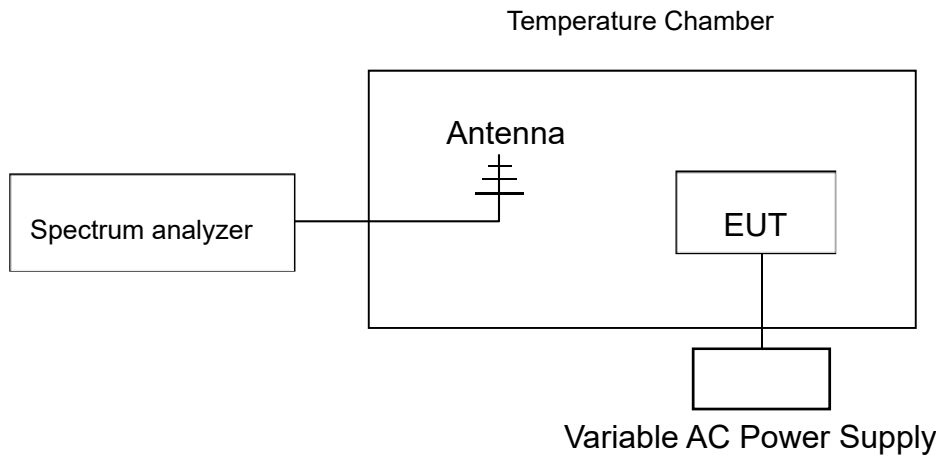 Temperature Chamber
Antenna
Spectrum analyzer
EUT
Variable AC Power Supply